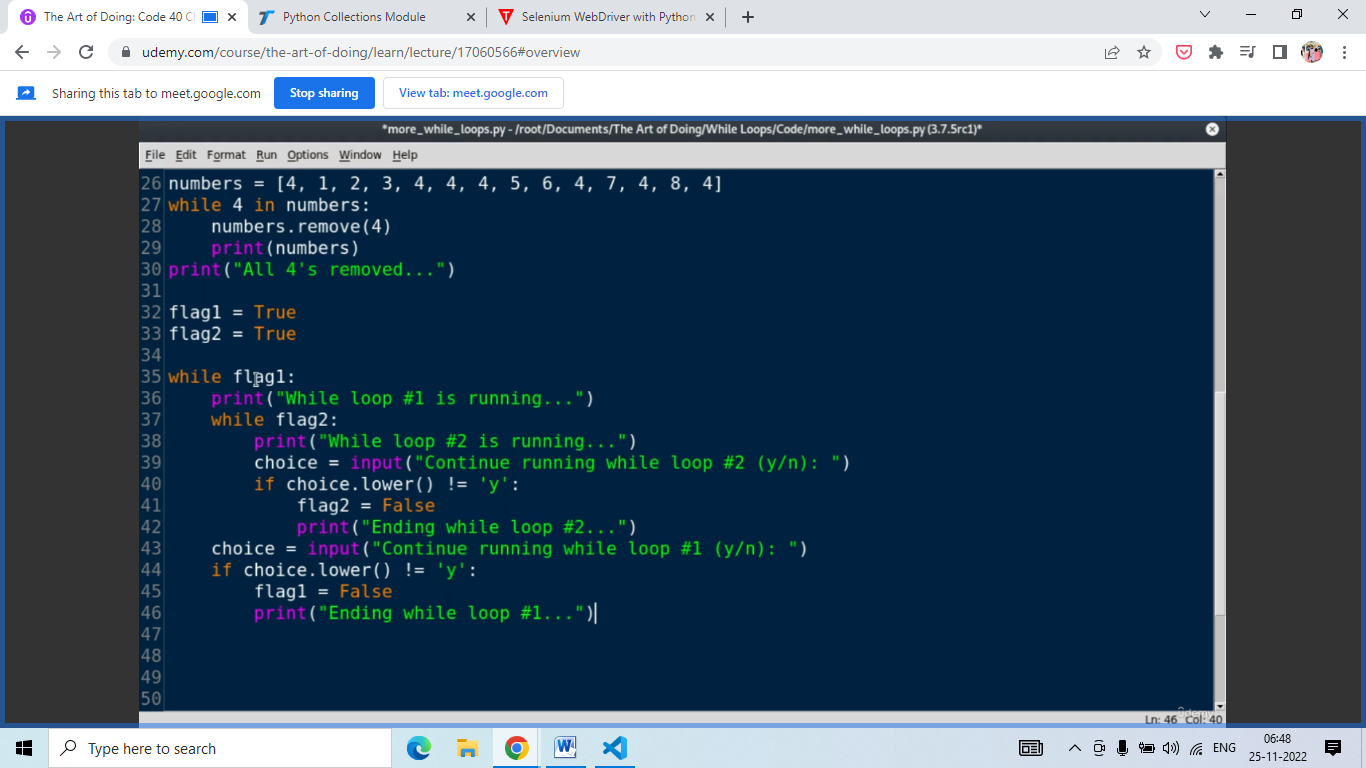 The Art of Doing: Code 40 C
Python Collections Module
Selenium WebDriver with Python
udemy.com/course/the-art-of-doing/learn/lecture/17060566#overview
Sharing this tab to meet.google.com
Stop sharing
View tab: meet.google.com
*more_while_loops.py - /root/Documents/The Art of Doing/While Loops/Code/more_while_loops.py (3.7.5rc1)*
File Edit Format Run Options Window Help
26 numbers = [4, 1, 2, 3, 4, 4, 4, 5, 6, 4, 7, 4, 8, 4]
27 while 4 in numbers:
28     numbers.remove(4)
29     print(numbers)
30 print("All 4's removed...")
31
32 flag1 = True
33 flag2 = True
34
35 while flag1:
36     print("While loop #1 is running...")
37     while flag2:
38         print("While loop #2 is running...")
39         choice = input("Continue running while loop #2 (y/n): ")
40         if choice.lower() != 'y':
41             flag2 = False
42             print("Ending while loop #2...")
43     choice = input("Continue running while loop #1 (y/n): ")
44     if choice.lower() != 'y':
45         flag1 = False
46         print("Ending while loop #1...")
47
48
49
50
Udemy
Ln: 46 Col: 40
Type here to search
ENG
06:48
25-11-2022